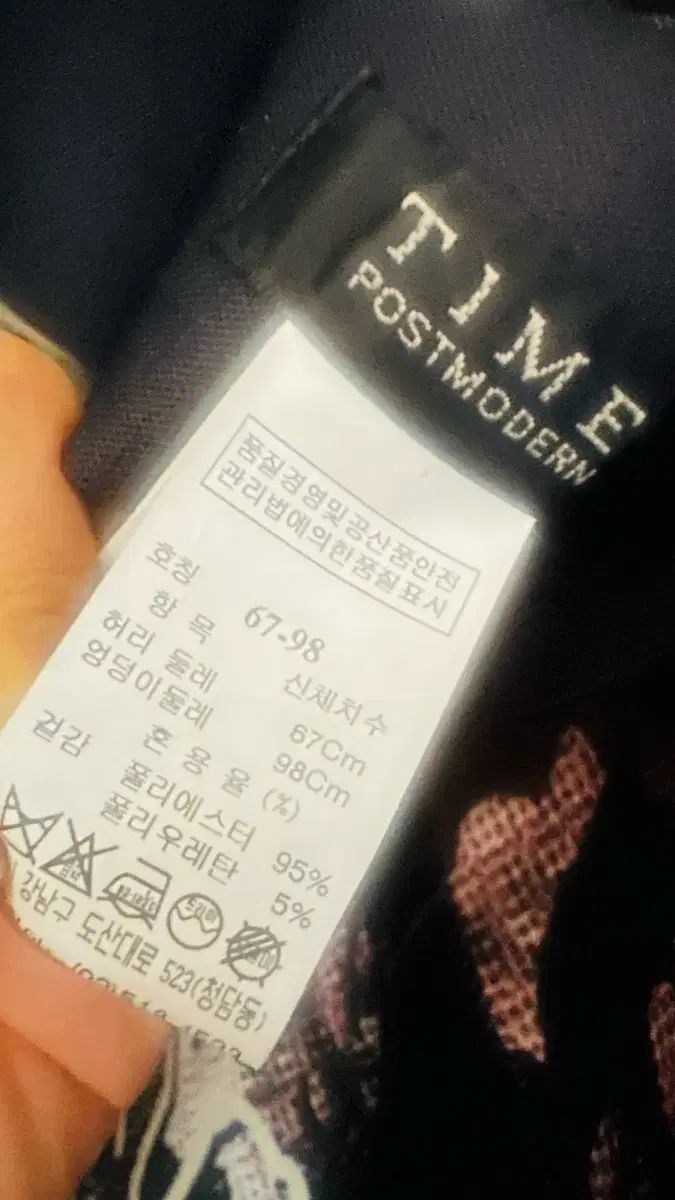 TIME
POSTMODERN
품질경영및공산품안전
관리법에의한품질표시
호칭 67-98
항 목 신체치수
허리 둘레 67Cm
엉덩이둘레 98Cm
겉감 혼 용 율 (%)
폴리에스터 95%
폴리우레탄 5%
드라이
강남구 도산대로 523(청담동)